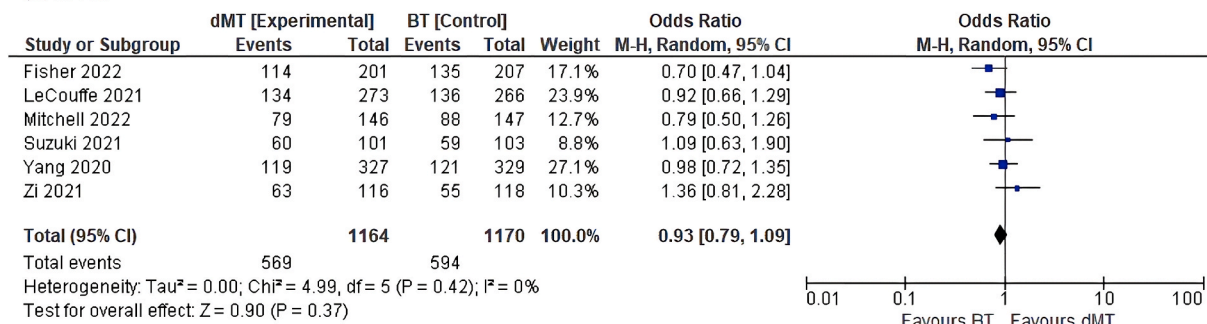 dMT [Experimental] BT [Control] Odds Ratio Odds Ratio
Study or Subgroup Events Total Events Total Weight M-H, Random, 95% CI M-H, Random, 95% CI
Fisher 2022 114 201 135 207 17.1% 0.70 [0.47, 1.04]
LeCouffe 2021 134 273 136 266 23.9% 0.92 [0.66, 1.29]
Mitchell 2022 79 146 88 147 12.7% 0.79 [0.50, 1.26]
Suzuki 2021 60 101 59 103 8.8% 1.09 [0.63, 1.90]
Yang 2020 119 327 121 329 27.1% 0.98 [0.72, 1.35]
Zi 2021 63 116 55 118 10.3% 1.36 [0.81, 2.28]
Total (95% CI) 1164 1170 100.0% 0.93 [0.79, 1.09]
Total events 569 594
Heterogeneity: Tau² = 0.00; Chi² = 4.99, df = 5 (P = 0.42); I² = 0%
Test for overall effect: Z = 0.90 (P = 0.37)
0.01 0.1 1 10 100
Favours BT Favours dMT